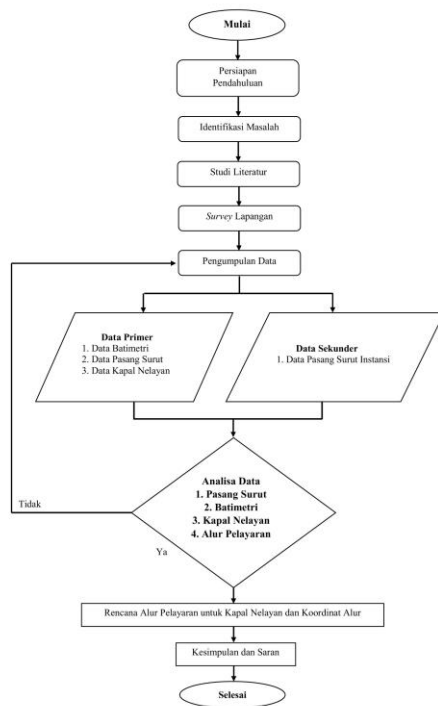 Mulai
Persiapan
Pendahuluan
Identifikasi Masalah
Studi Literatur
Survey Lapangan
Pengumpulan Data
Data Primer
1. Data Batimetri
2. Data Pasang Surut
3. Data Kapal Nelayan
Data Sekunder
1. Data Pasang Surut Instansi
Analisa Data
1. Pasang Surut
2. Batimetri
3. Kapal Nelayan
4. Alur Pelayaran
Tidak
Ya
Rencana Alur Pelayaran untuk Kapal Nelayan dan Koordinat Alur
Kesimpulan dan Saran
Selesai